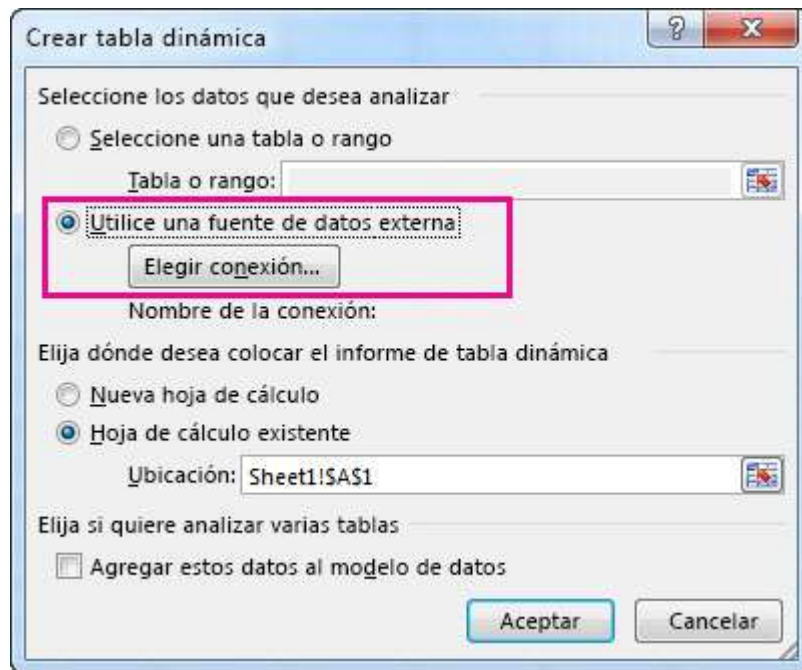 Crear tabla dinámica
Seleccione los datos que desea analizar
Seleccione una tabla o rango
Tabla o rango:
Utilice una fuente de datos externa
Elegir conexión...
Nombre de la conexión:
Elija dónde desea colocar el informe de tabla dinámica
Nueva hoja de cálculo
Hoja de cálculo existente
Ubicación: Sheet1!$A$1
Elija si quiere analizar varias tablas
Agregar estos datos al modelo de datos
Aceptar Cancelar